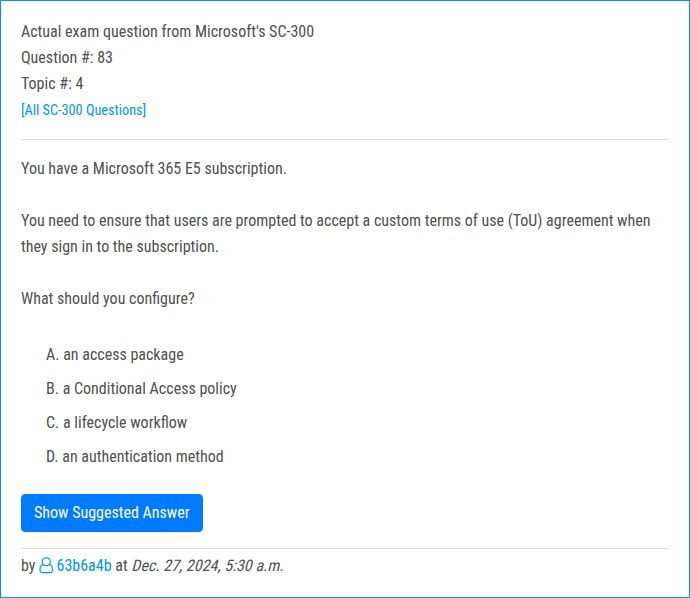 Actual exam question from Microsoft's SC-300
Question #: 83
Topic #: 4
[All SC-300 Questions]
You have a Microsoft 365 E5 subscription.
You need to ensure that users are prompted to accept a custom terms of use (ToU) agreement when
they sign in to the subscription.
What should you configure?
A. an access package
B. a Conditional Access policy
C. a lifecycle workflow
D. an authentication method
Show Suggested Answer
by 63b6a4b at Dec. 27, 2024, 5:30 a.m.